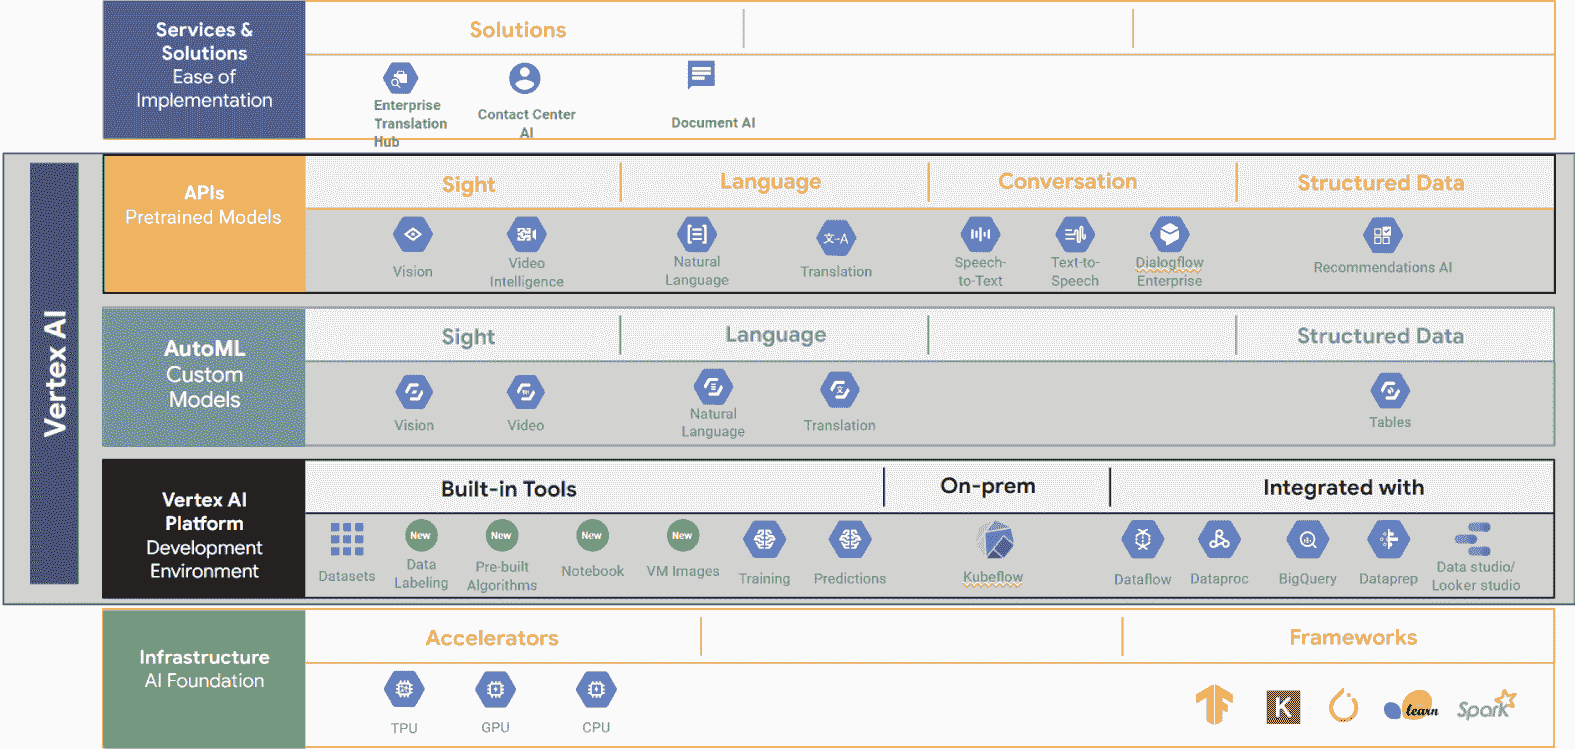 Services &
Solutions
Ease of
Implementation
Solutions
Enterprise
Translation
Hub
Contact Center
AI
Document AI
Vertex AI
APIs
Pretrained Models
Sight
Language
Conversation
Structured Data
Vision
Video
Intelligence
Natural
Language
文-A
Translation
Speech-
to-Text
Text-to-
Speech
Dialogflow
Enterprise
Recommendations AI
AutoML
Custom
Models
Sight
Language
Structured Data
Vision
Video
Natural
Language
Translation
Tables
Vertex AI
Platform
Development
Environment
Built-in Tools
On-prem
Integrated with
Datasets
New
Data
Labeling
New
Pre-built
Algorithms
New
Notebook
New
VM Images
Training
Predictions
Kubeflow
Dataflow
Dataproc
BigQuery
Dataprep
Data studio/
Looker studio
Infrastructure
AI Foundation
Accelerators
Frameworks
TPU
GPU
CPU
K
learn
Spark